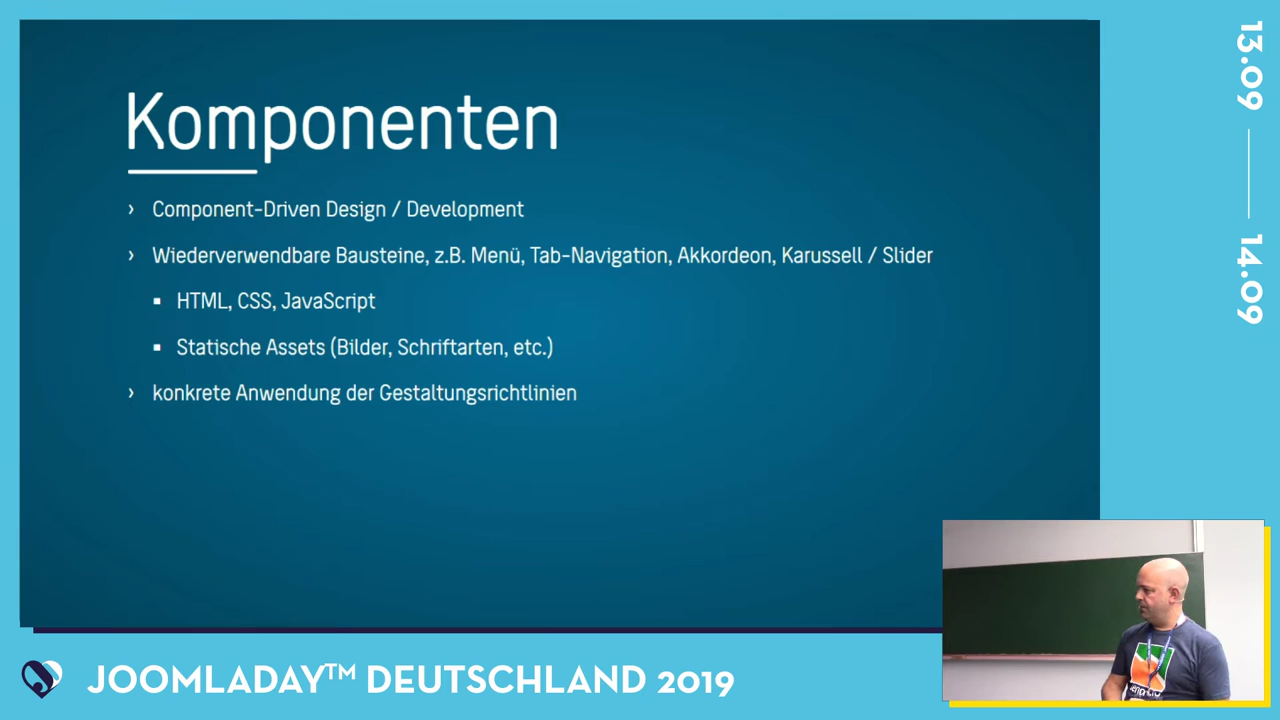 Komponenten
› Component-Driven Design / Development
› Wiederverwendbare Bausteine, z.B. Menü, Tab-Navigation, Akkordeon, Karussell / Slider
▪ HTML, CSS, JavaScript
▪ Statische Assets (Bilder, Schriftarten, etc.)
› konkrete Anwendung der Gestaltungsrichtlinien
13.09
14.09
JOOMLADAY™ DEUTSCHLAND 2019